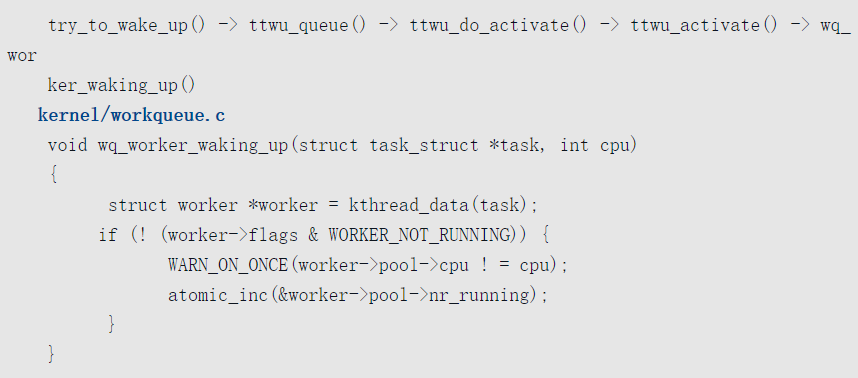 try_to_wake_up() -> ttwu_queue() -> ttwu_do_activate() -> ttwu_activate() -> wq_
wor
ker_waking_up()
kernel/workqueue.c
void wq_worker_waking_up(struct task_struct *task, int cpu)
{
struct worker *worker = kthread_data(task);
if (! (worker->flags & WORKER_NOT_RUNNING)) {
WARN_ON_ONCE(worker->pool->cpu ! = cpu);
atomic_inc(&worker->pool->nr_running);
}
}